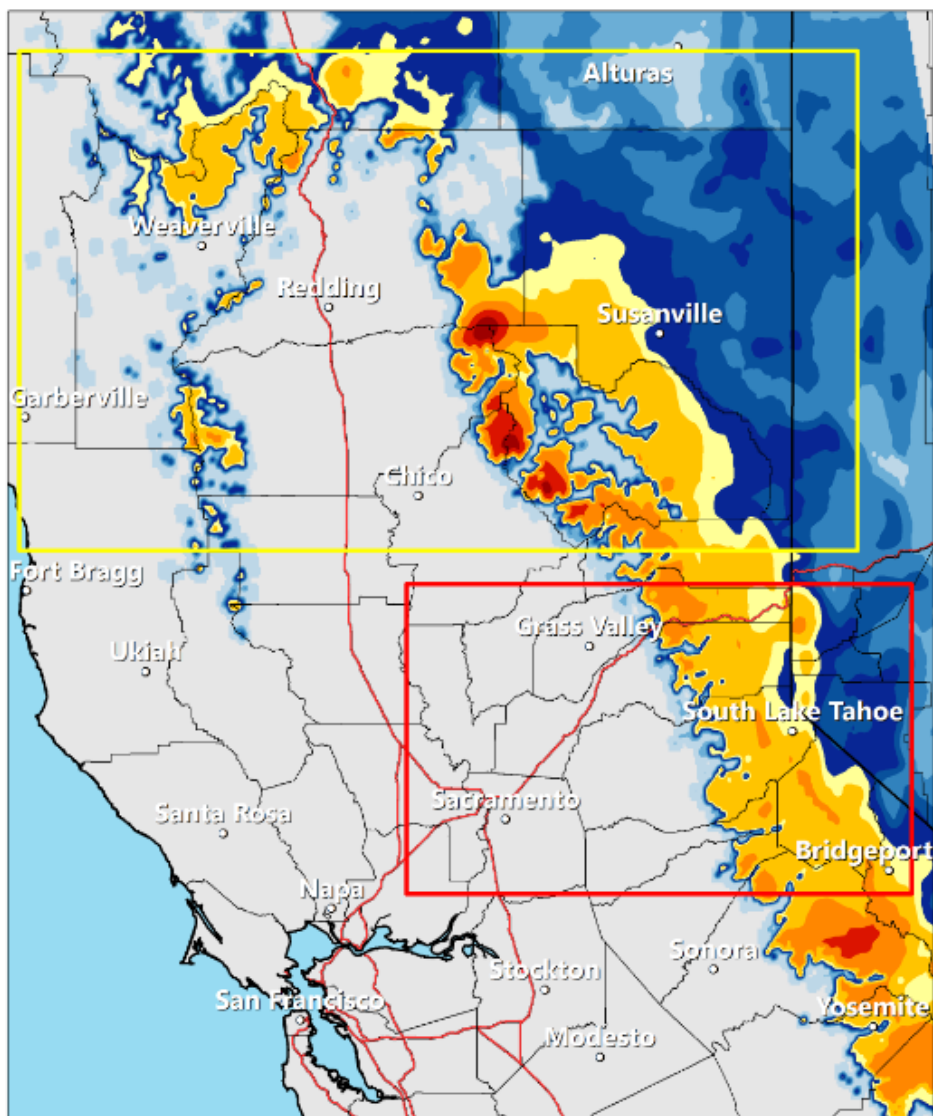 Alturas
Weaverville
Redding
Susanville
Garberville
Chico
Fort Bragg
Grass Valley
Ukiah
South Lake Tahoe
Sacramento
Santa Rosa
Bridgeport
Napa
Sonora
Stockton
San Francisco
Yosemite
Modesto